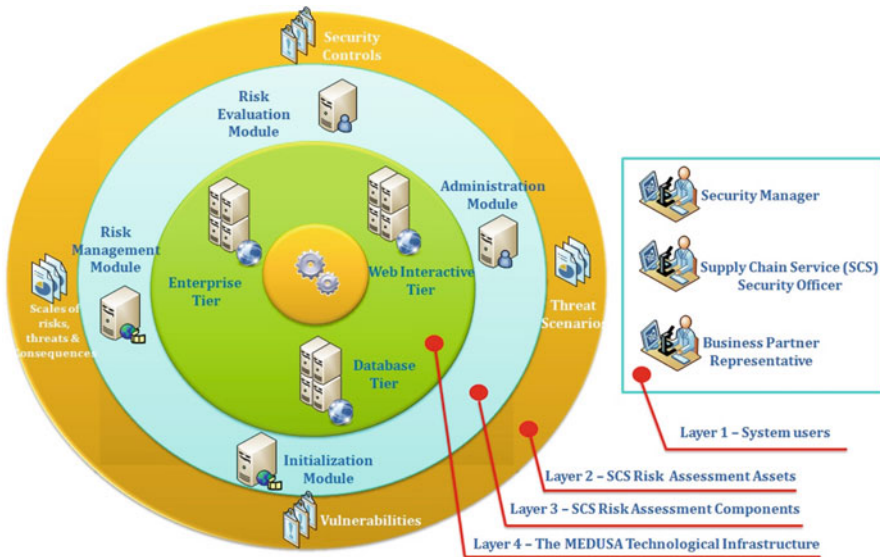 Security
Controls
Risk
Evaluation
Module
Administration
Module
Risk
Management
Module
Enterprise
Tier
Web Interactive
Tier
Scales of
risks,
threats &
Consequences
Threat
Scenarios
Database
Tier
Initialization
Module
Vulnerabilities
Security Manager
Supply Chain Service (SCS)
Security Officer
Business Partner
Representative
Layer 1 – System users
Layer 2 – SCS Risk Assessment Assets
Layer 3 – SCS Risk Assessment Components
Layer 4 – The MEDUSA Technological Infrastructure